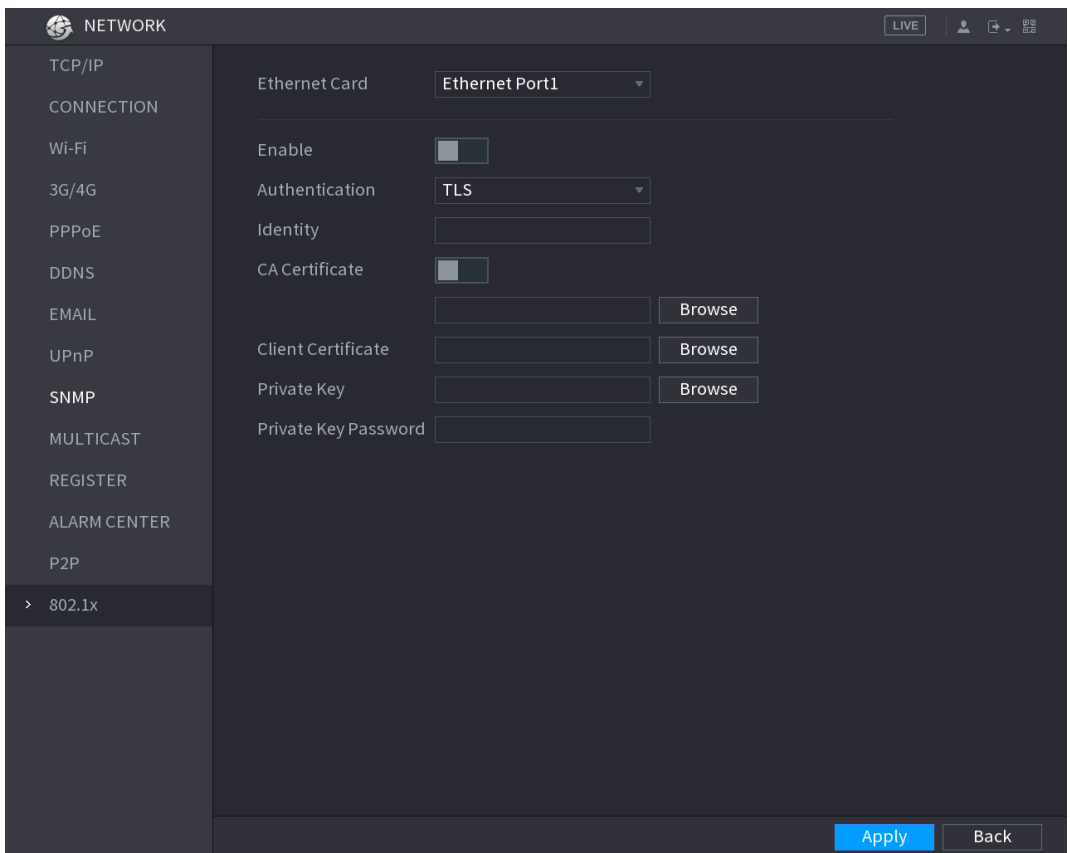 NETWORK
LIVE
TCP/IP
CONNECTION
Wi-Fi
3G/4G
PPPoE
DDNS
EMAIL
UPnP
SNMP
MULTICAST
REGISTER
ALARM CENTER
P2P
> 802.1x
Ethernet Card Ethernet Port1
Enable
Authentication TLS
Identity
CA Certificate
Browse
Client Certificate Browse
Private Key Browse
Private Key Password
Apply Back